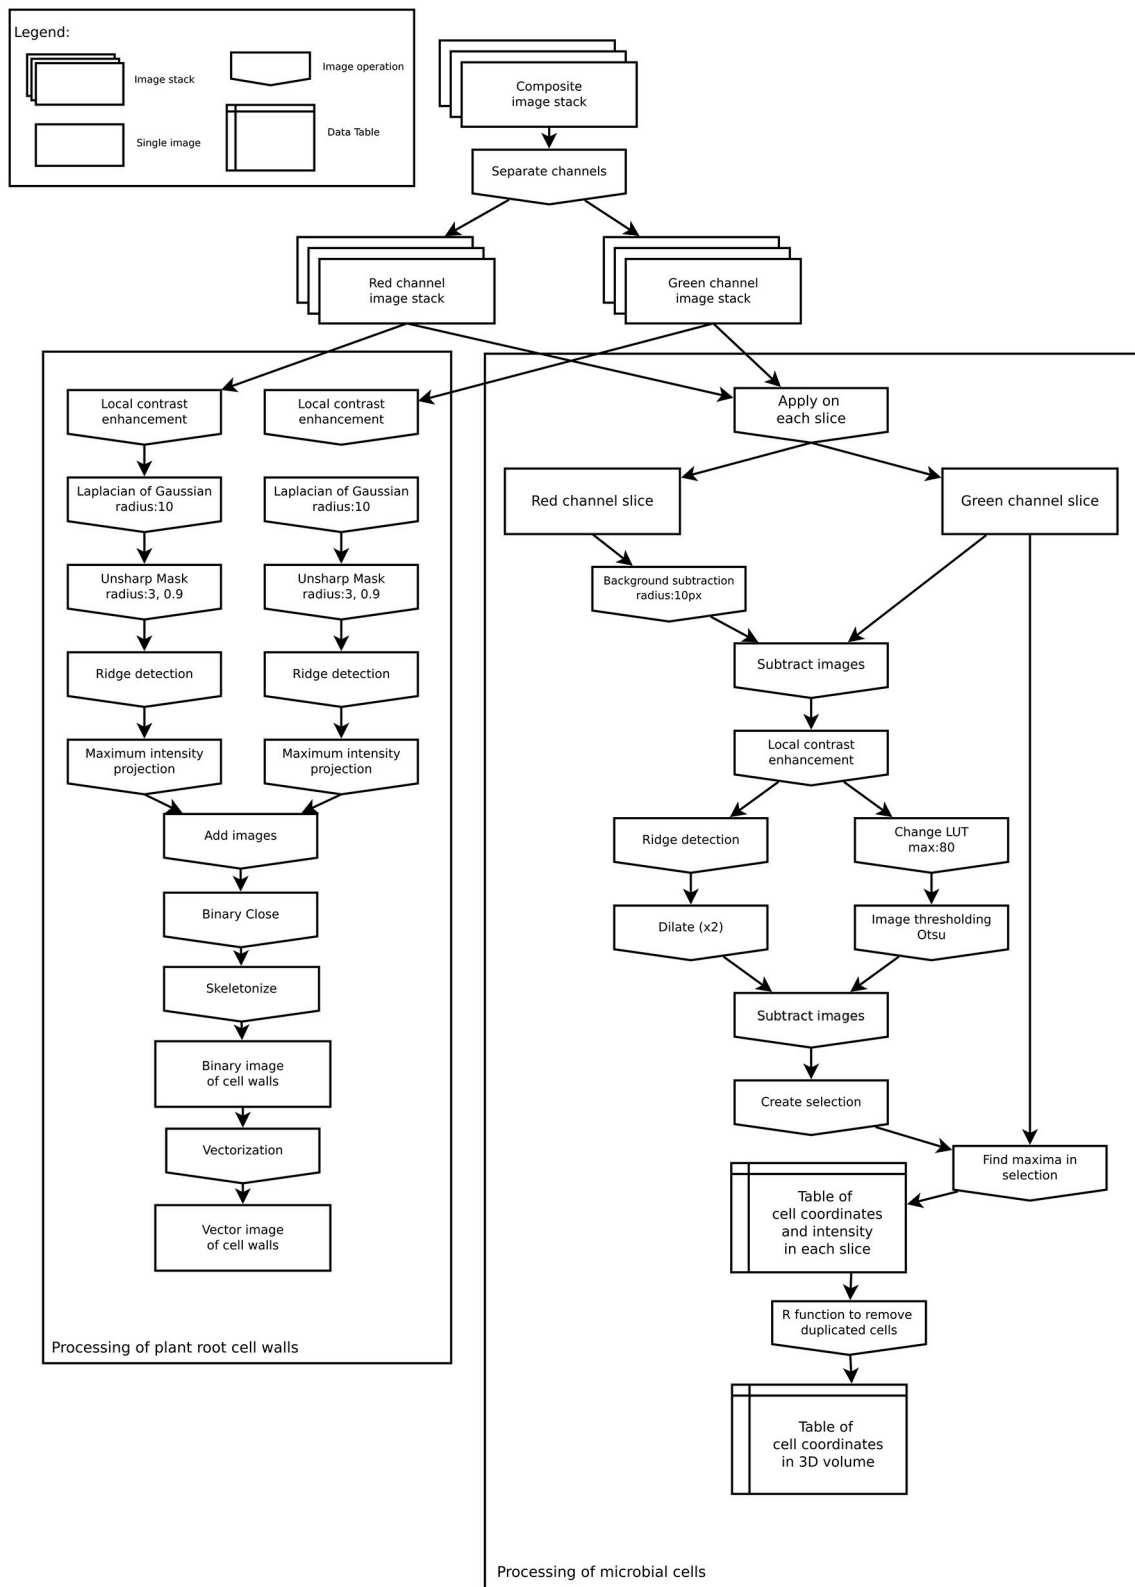 Legend:
Image stack
Image operation
Single image
Data Table
Composite
image stack
Separate channels
Red channel
image stack
Green channel
image stack
Local contrast
enhancement
Local contrast
enhancement
Laplacian of Gaussian
radius:10
Laplacian of Gaussian
radius:10
Unsharp Mask
radius:3, 0.9
Unsharp Mask
radius:3, 0.9
Ridge detection
Ridge detection
Maximum intensity
projection
Maximum intensity
projection
Add images
Binary Close
Skeletonize
Binary image
of cell walls
Vectorization
Vector image
of cell walls
Processing of plant root cell walls
Apply on
each slice
Red channel slice
Green channel slice
Background subtraction
radius:10px
Subtract images
Local contrast
enhancement
Ridge detection
Change LUT
max:80
Dilate (x2)
Image thresholding
Otsu
Subtract images
Create selection
Find maxima in
selection
Table of
cell coordinates
and intensity
in each slice
R function to remove
duplicated cells
Table of
cell coordinates
in 3D volume
Processing of microbial cells